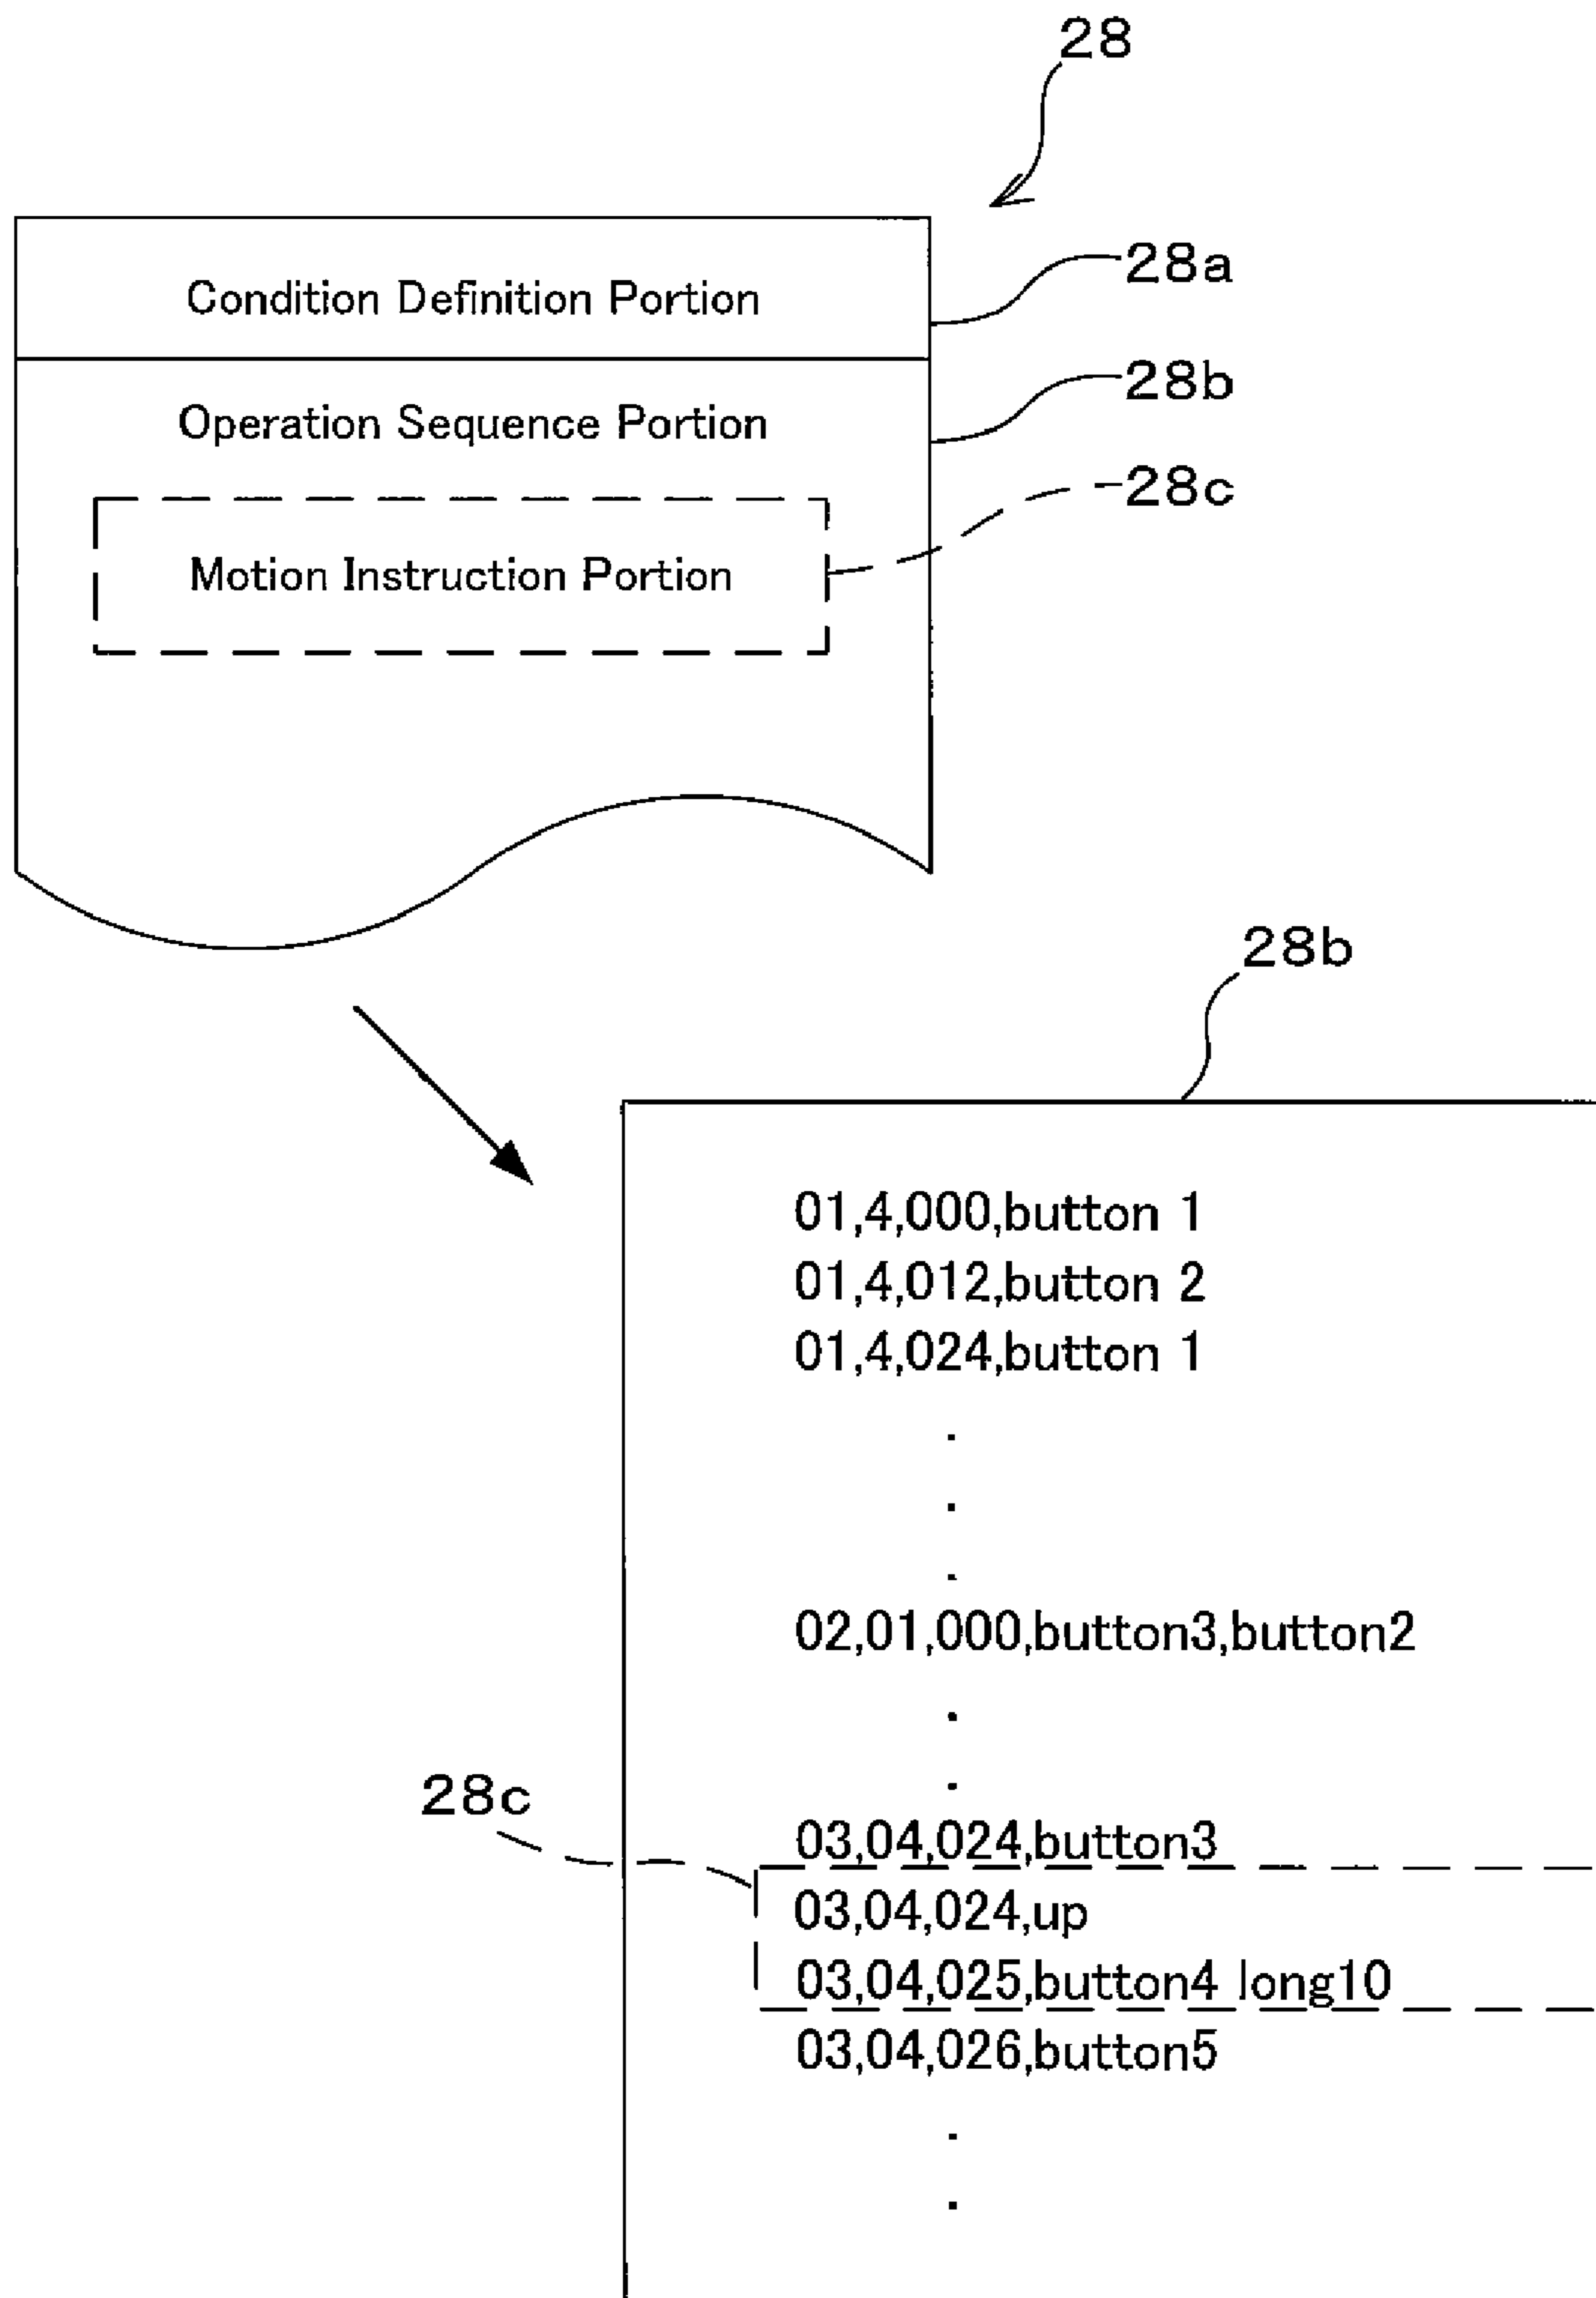 28
28a
Condition Definition Portion
28b
Operation Sequence Portion
28c
Motion Instruction Portion
28b
01,4,000,button 1
01,4,012,button 2
01,4,024,button 1
.
.
.
02,01,000,button3,button2
.
.
28c
03,04,024,button3
03,04,024,up
03,04,025,button4 long10
03,04,026,button5
.
.